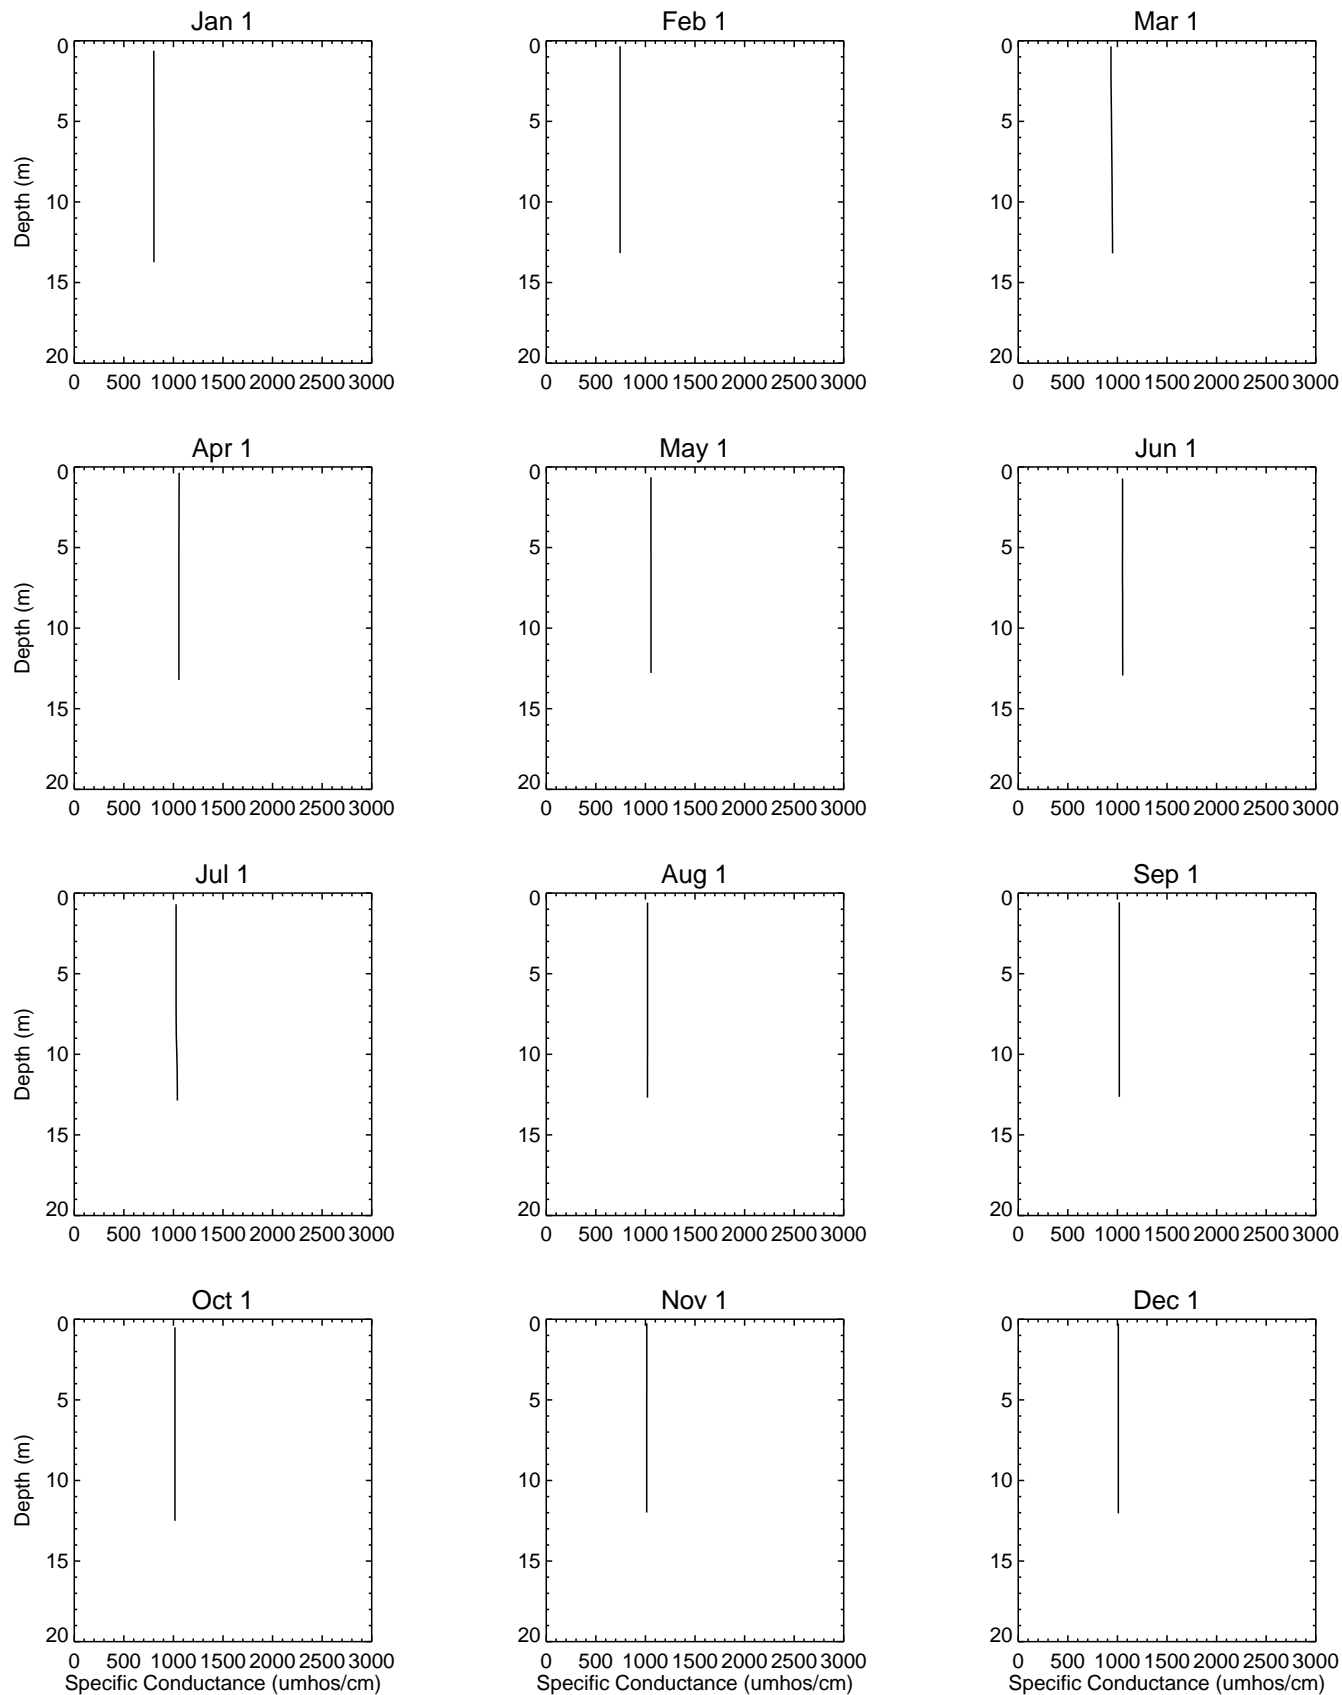 Jan 1 Feb 1 Mar 1
0 0 0
5 5 5
Depth (m)
10 10 10
15 15 15
20 20 20
0 500 1000 1500 2000 2500 3000 0 500 1000 1500 2000 2500 3000 0 500 1000 1500 2000 2500 3000
Apr 1 May 1 Jun 1
0 0 0
5 5 5
Depth (m)
10 10 10
15 15 15
20 20 20
0 500 1000 1500 2000 2500 3000 0 500 1000 1500 2000 2500 3000 0 500 1000 1500 2000 2500 3000
Jul 1 Aug 1 Sep 1
0 0 0
5 5 5
Depth (m)
10 10 10
15 15 15
20 20 20
0 500 1000 1500 2000 2500 3000 0 500 1000 1500 2000 2500 3000 0 500 1000 1500 2000 2500 3000
Oct 1 Nov 1 Dec 1
0 0 0
5 5 5
Depth (m)
10 10 10
15 15 15
20 20 20
0 500 1000 1500 2000 2500 3000 0 500 1000 1500 2000 2500 3000 0 500 1000 1500 2000 2500 3000
Specific Conductance (umhos/cm) Specific Conductance (umhos/cm) Specific Conductance (umhos/cm)